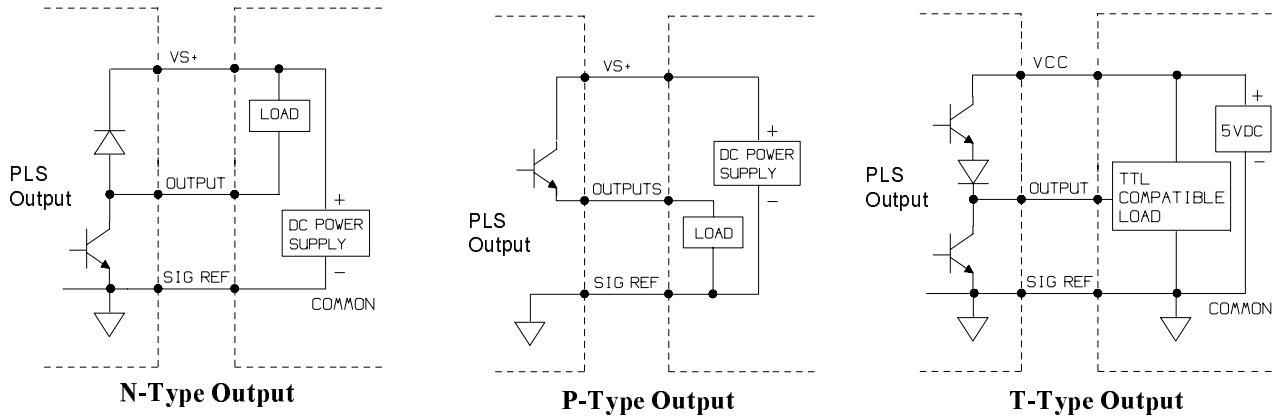 VS+
LOAD
PLS
Output
OUTPUT
+
DC POWER
SUPPLY
−
SIG REF
COMMON
N-Type Output
VS+
+
DC POWER
SUPPLY
−
OUTPUTS
PLS
Output
LOAD
SIG REF
P-Type Output
VCC
+
5VDC
−
PLS
Output
OUTPUT
TTL
COMPATIBLE
LOAD
SIG REF
COMMON
T-Type Output